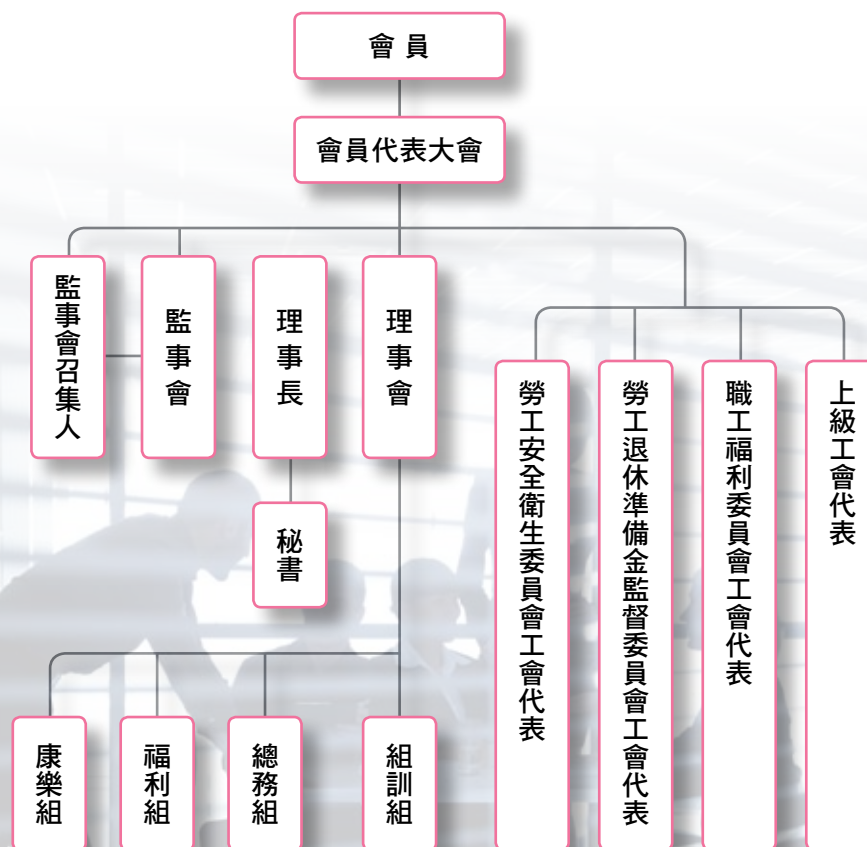 會員
會員代表大會
監事會召集人
監事會
理事長
理事會
勞工安全衛生委員會工會代表
勞工退休準備金監督委員會工會代表
職工福利委員會工會代表
上級工會代表
秘書
康樂組
福利組
總務組
組訓組